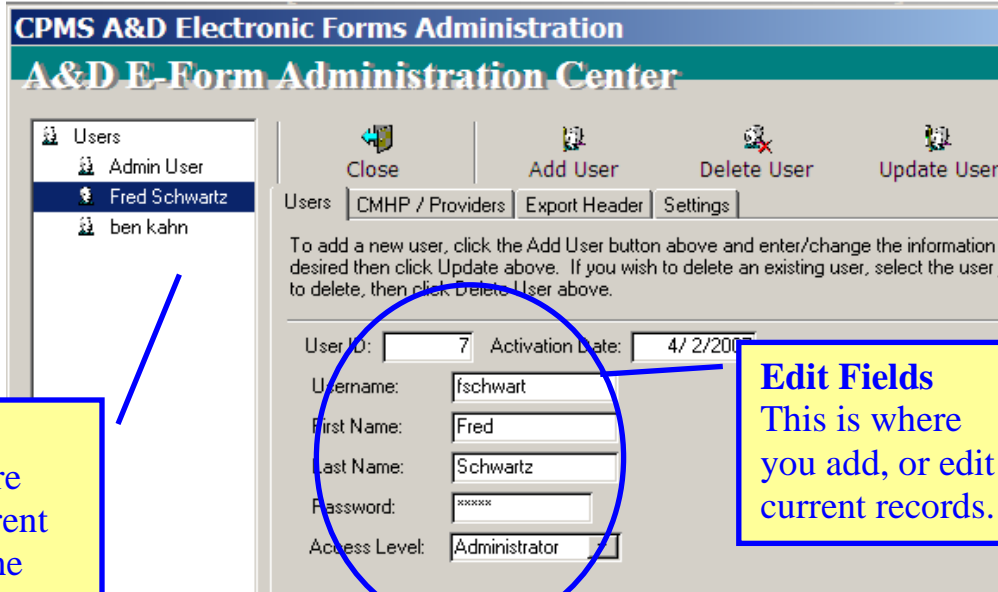 CPMS A&D Electronic Forms Administration
A&D E-Form Administration Center
Users
Admin User
Fred Schwartz
ben kahn
Close
Add User
Delete User
Update User
Users
CMHP / Providers
Export Header
Settings
To add a new user, click the Add User button above and enter/change the information
desired then click Update above. If you wish to delete an existing user, select the user
to delete, then click Delete User above.
User ID: 7 Activation Date: 4/ 2/2007
Username: fschwart
First Name: Fred
Last Name: Schwartz
Password: xxxxx
Access Level: Administrator
Edit Fields
This is where
you add, or edit
current records.